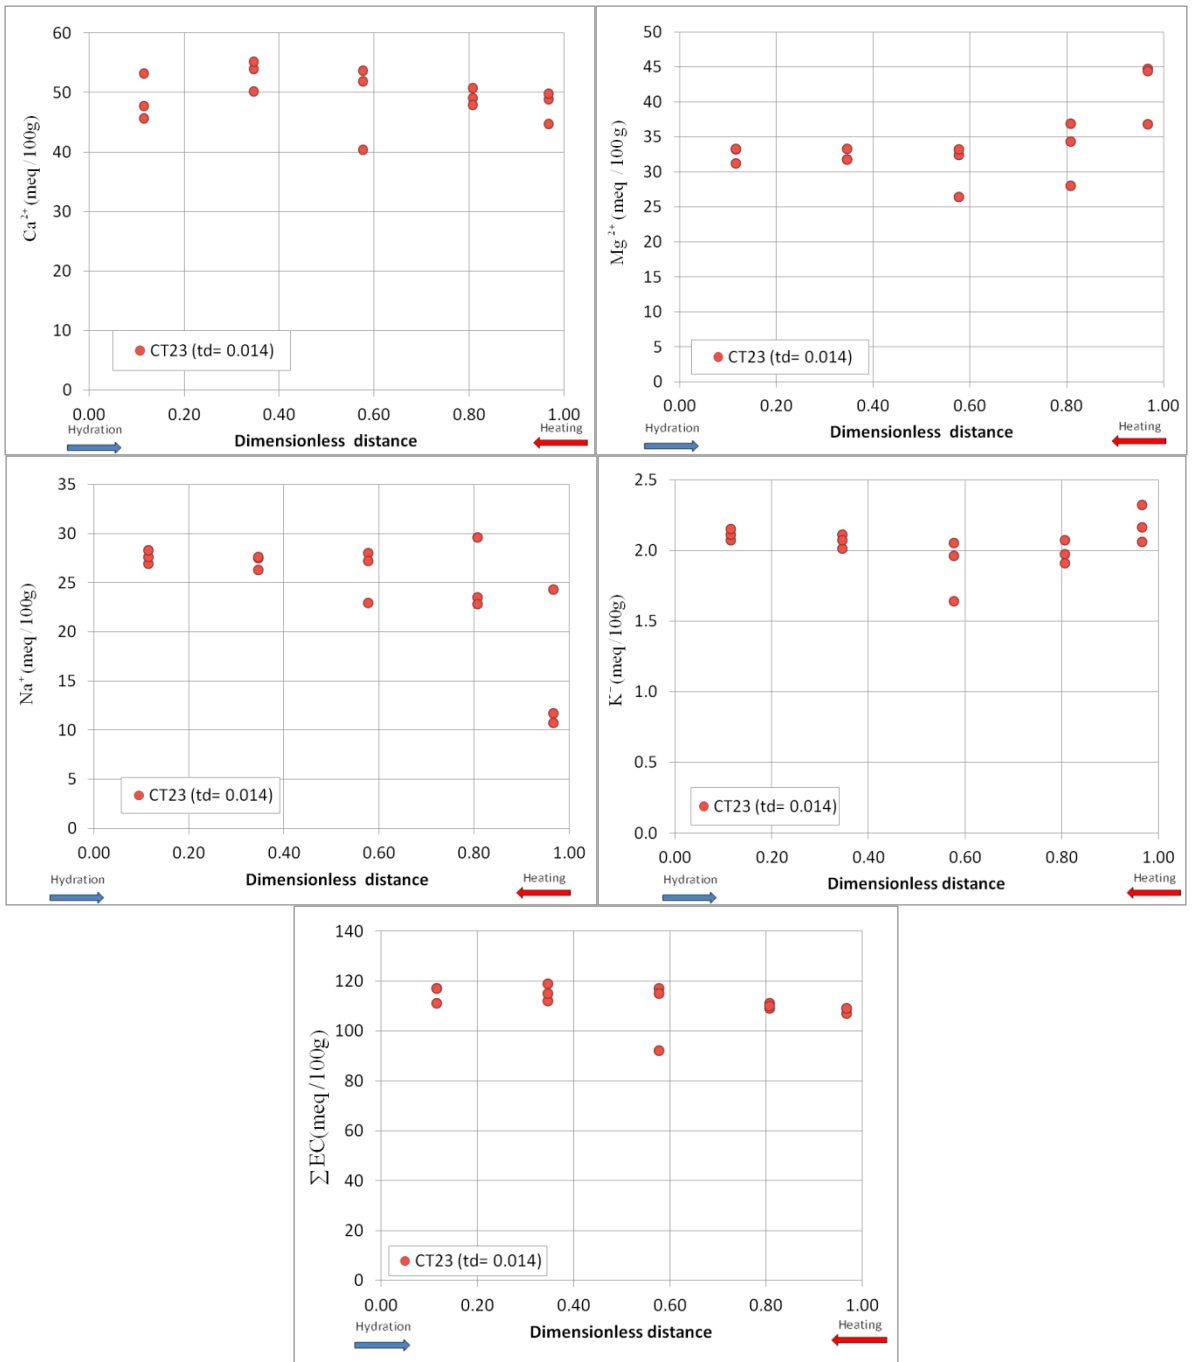 60
50
40
30
20
10
0
Ca²⁺ (meq /100g)
CT23 (td= 0.014)
0.00 0.20 0.40 0.60 0.80 1.00
Hydration
Dimensionless distance
Heating
50
45
40
35
30
25
20
15
10
5
0
Mg²⁺ (meq /100g)
CT23 (td= 0.014)
0.00 0.20 0.40 0.60 0.80 1.00
Hydration
Dimensionless distance
Heating
35
30
25
20
15
10
5
0
Na⁺ (meq /100g)
CT23 (td= 0.014)
0.00 0.20 0.40 0.60 0.80 1.00
Hydration
Dimensionless distance
Heating
2.5
2.0
1.5
1.0
0.5
0.0
K⁻ (meq /100g)
CT23 (td= 0.014)
0.00 0.20 0.40 0.60 0.80 1.00
Hydration
Dimensionless distance
Heating
140
120
100
80
60
40
20
0
∑EC(meq /100g)
CT23 (td= 0.014)
0.00 0.20 0.40 0.60 0.80 1.00
Hydration
Dimensionless distance
Heating